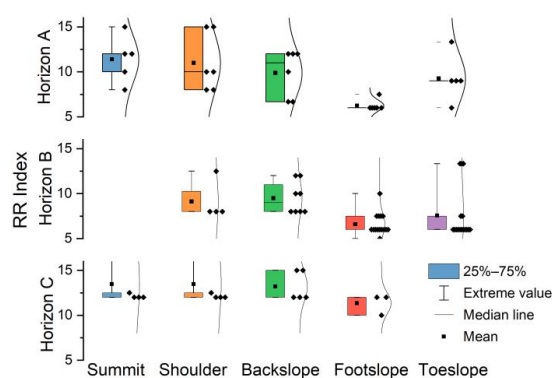 RR Index
Horizon A
15
10
5
Horizon B
15
10
5
Horizon C
15
10
5
Summit Shoulder Backslope Footslope Toeslope
25%–75%
Extreme value
Median line
Mean